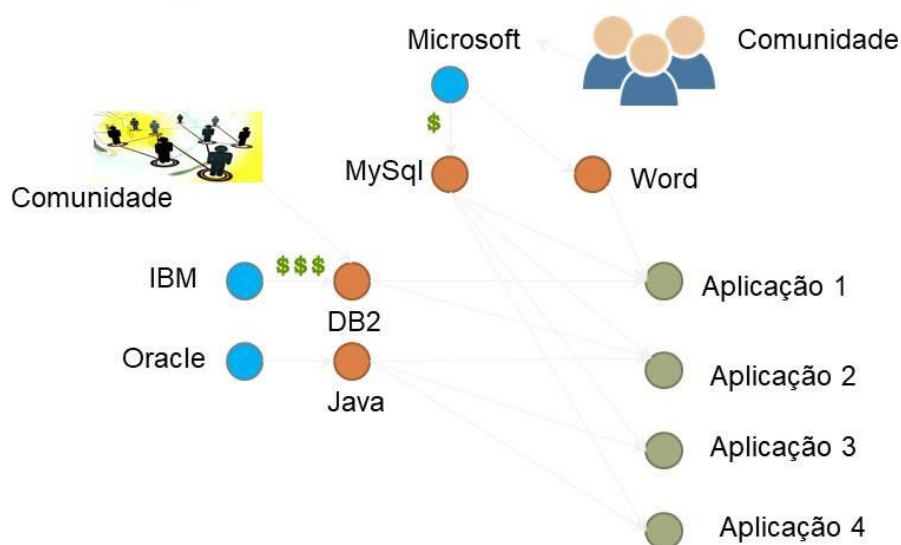 Microsoft
Comunidade
$
MySql
Word
Comunidade
IBM
$$$
DB2
Aplicação 1
Oracle
Java
Aplicação 2
Aplicação 3
Aplicação 4